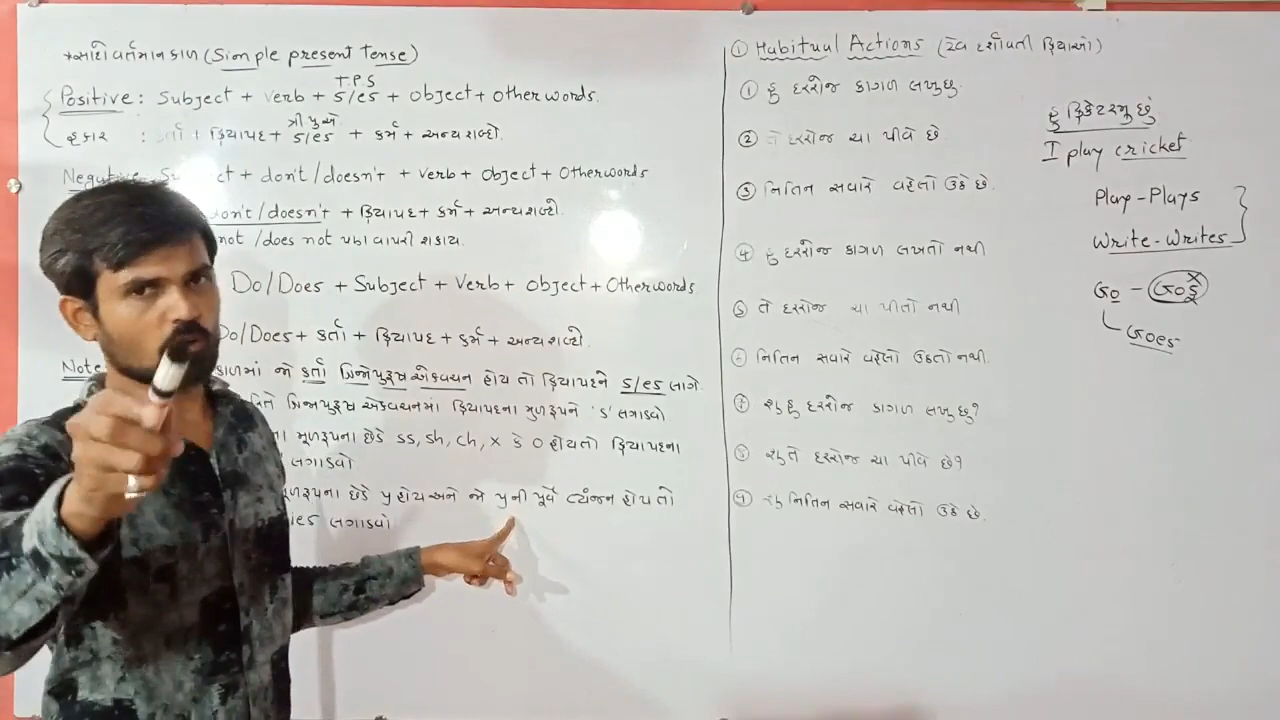 *સાદો વર્તમાન કાળ (Simple present Tense)
T.P.S
Positive : Subject + verb + s/es + object + Other words.
ત્રી પુ એ
હકાર : કર્તા + ક્રિયાપદ + s/es + કર્મ + અન્ય શબ્દો.
Negative + don't/doesn't + verb + object + Otherwords
don't/doesn't + ક્રિયાપદ + કર્મ + અન્ય શબ્દો.
not /does not પણ વાપરી શકાય.
Do/Does + Subject + Verb + object + Otherwords
Do/Does + કર્તા + ક્રિયાપદ + કર્મ + અન્ય શબ્દો.
Note કાળમાં જો કર્તા ત્રિજો પુરૂષ એકવચન હોય તો ક્રિયાપદને s/es લાગે.
ત્રિજા પુરૂષ એકવચનમાં ક્રિયાપદના મુળરૂપને 's' લગાડવો
મુળરૂપના છેડે ss, sh, ch, x કે o હોય તો ક્રિયાપદના
લગાડવો
ના છેડે y હોય અને જો y ની પૂર્વે વ્યંજન હોય તો
ies લગાડવો
① Habitual Actions (ટેવ દર્શાવતી ક્રિયાઓ)
① હુ દરરોજ કાગળ લખુ છુ.
② તે દરરોજ ચા પીવે છે.
③ નિતિન સવારે વહેલો ઉઠે છે.
④ હુ દરરોજ કાગળ લખતો નથી
⑤ તે દરરોજ ચા પીતો નથી
⑥ નિતિન સવારે વહેલો ઉઠતો નથી.
⑦ શુ હુ દરરોજ કાગળ લખુ છુ?
⑧ શુ તે દરરોજ ચા પીવે છે?
⑨ શુ નિતિન સવારે વહેલો ઉઠે છે.
હુ ક્રિકેટ રમુ છું
I play cricket
Play - Plays
Write - Writes
Go - Gos x
Goes